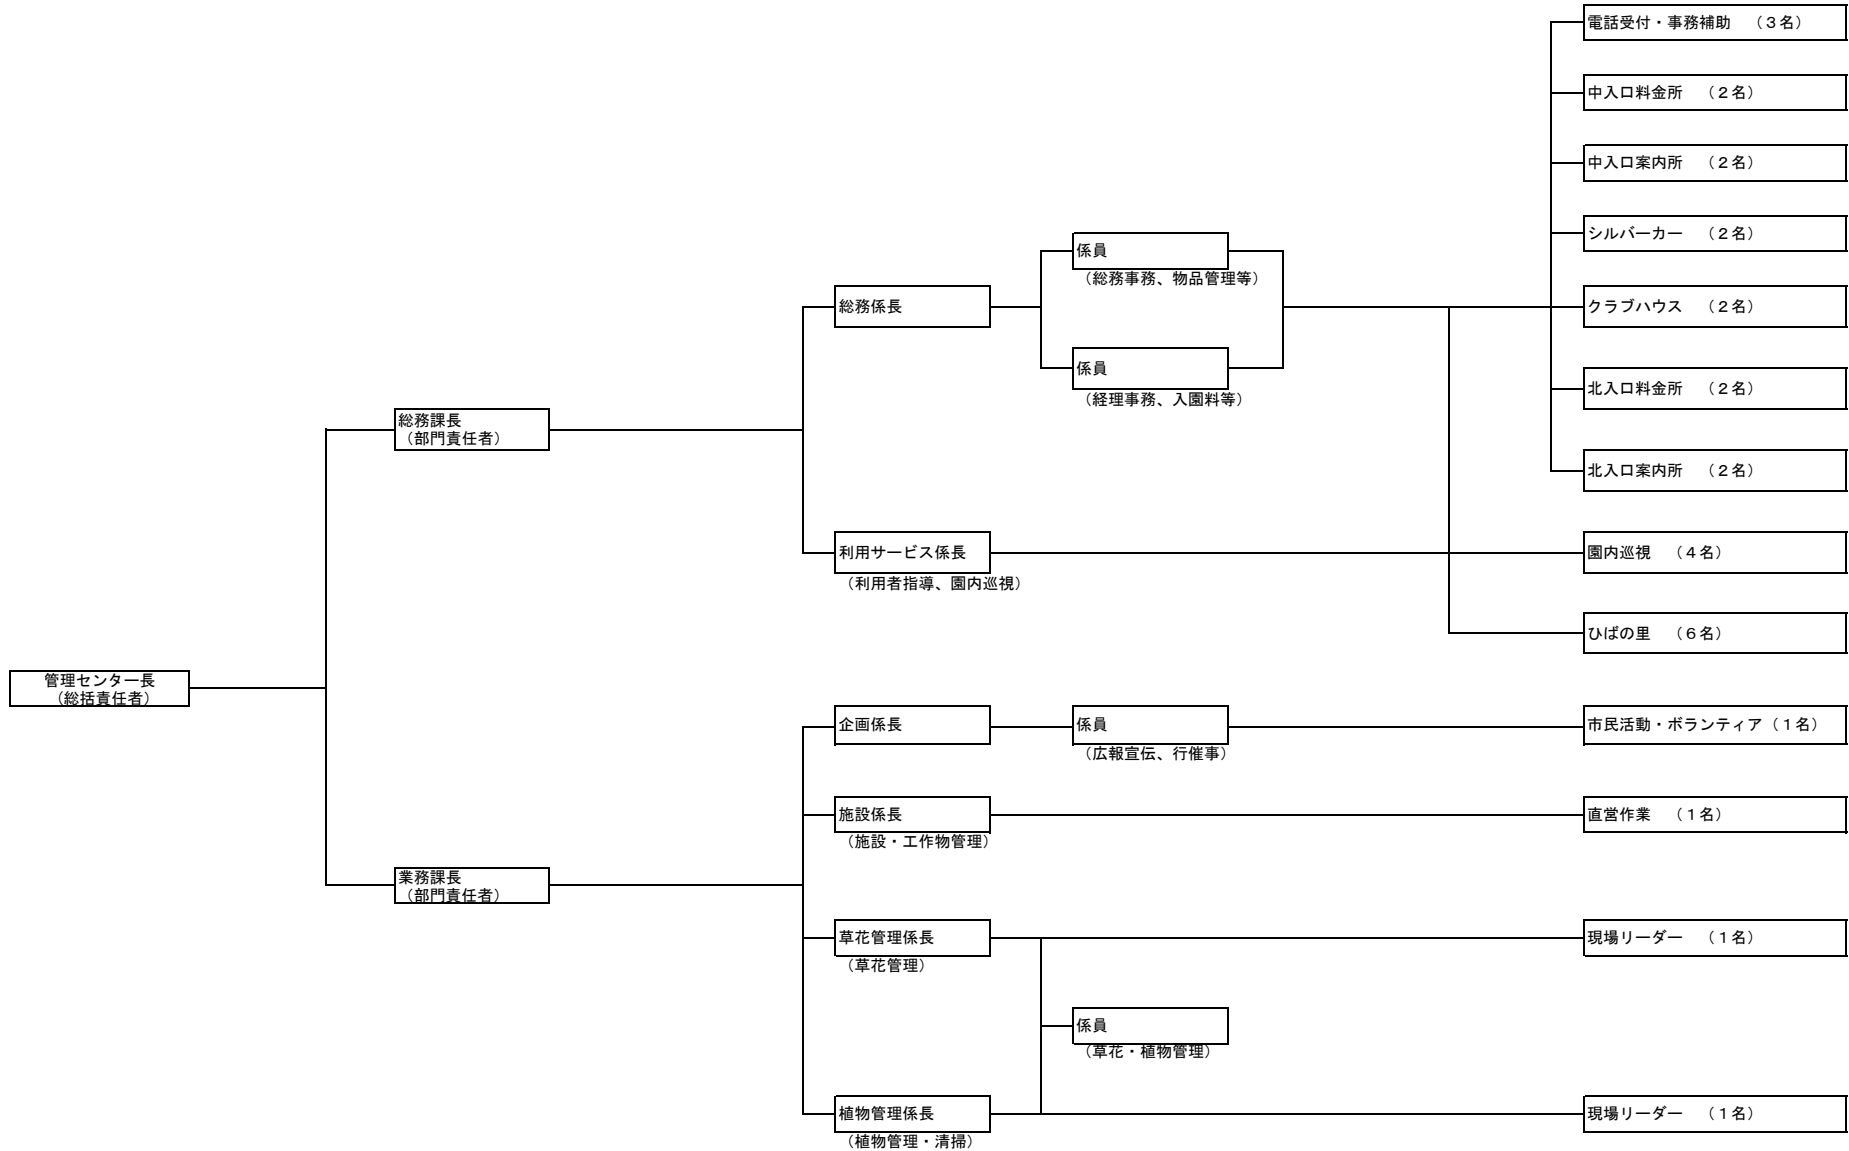 電話受付・事務補助　（３名）
中入口料金所　（２名）
中入口案内所　（２名）
シルバーカー　（２名）
係員
（総務事務、物品管理等）
総務係長
クラブハウス　（２名）
係員
（経理事務、入園料等）
北入口料金所　（２名）
総務課長
（部門責任者）
北入口案内所　（２名）
利用サービス係長
（利用者指導、園内巡視）
園内巡視　（４名）
ひばの里　（６名）
管理センター長
（総括責任者）
企画係長
係員
（広報宣伝、行催事）
市民活動・ボランティア（１名）
施設係長
（施設・工作物管理）
直営作業　（１名）
業務課長
（部門責任者）
草花管理係長
（草花管理）
現場リーダー　（１名）
係員
（草花・植物管理）
植物管理係長
（植物管理・清掃）
現場リーダー　（１名）